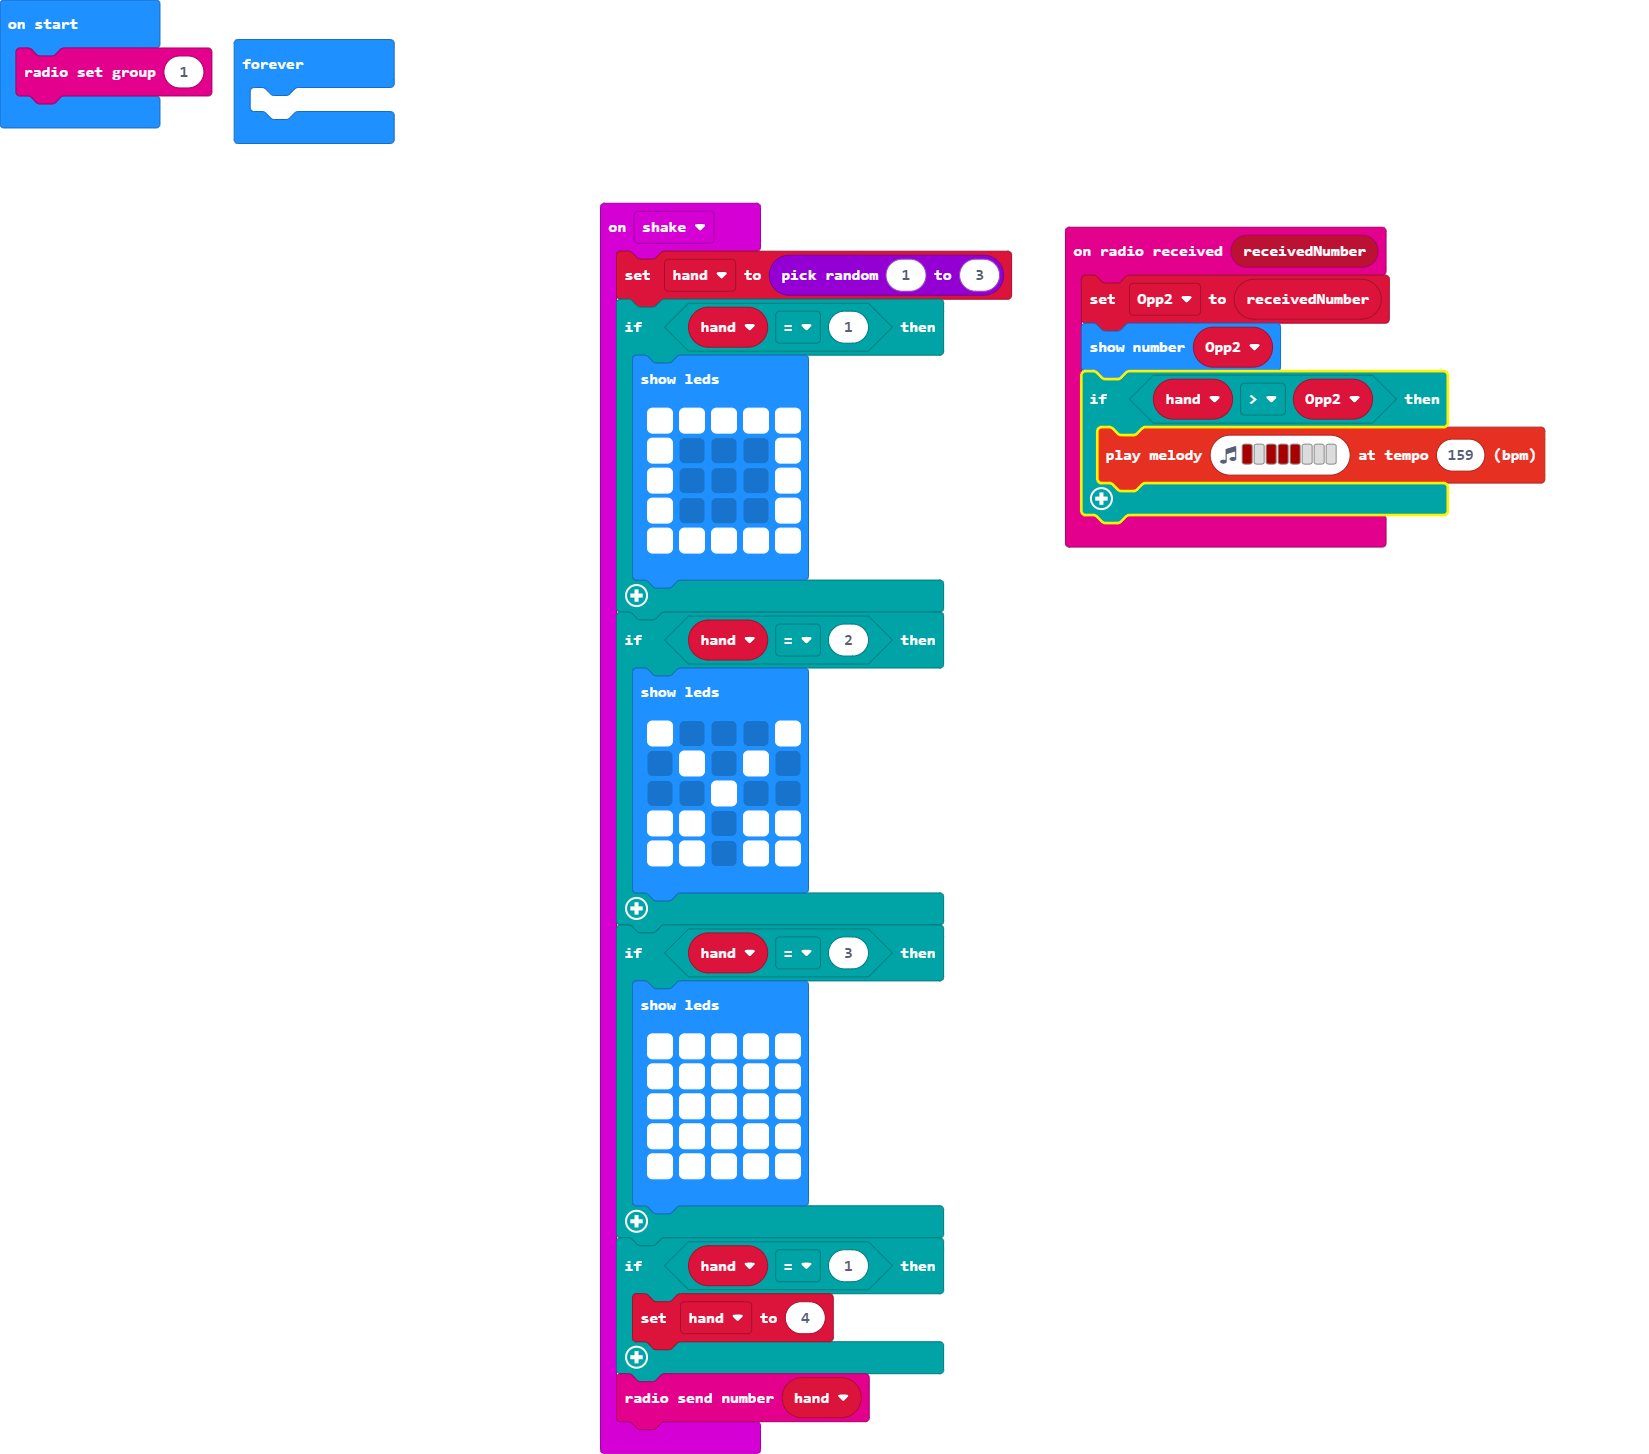 on start
radio set group 1
forever
on shake
set hand to pick random 1 to 3
if hand = 1 then
show leds
if hand = 2 then
show leds
if hand = 3 then
show leds
if hand = 1 then
set hand to 4
radio send number hand
on radio received receivedNumber
set Opp2 to receivedNumber
show number Opp2
if hand > Opp2 then
play melody at tempo 159 (bpm)